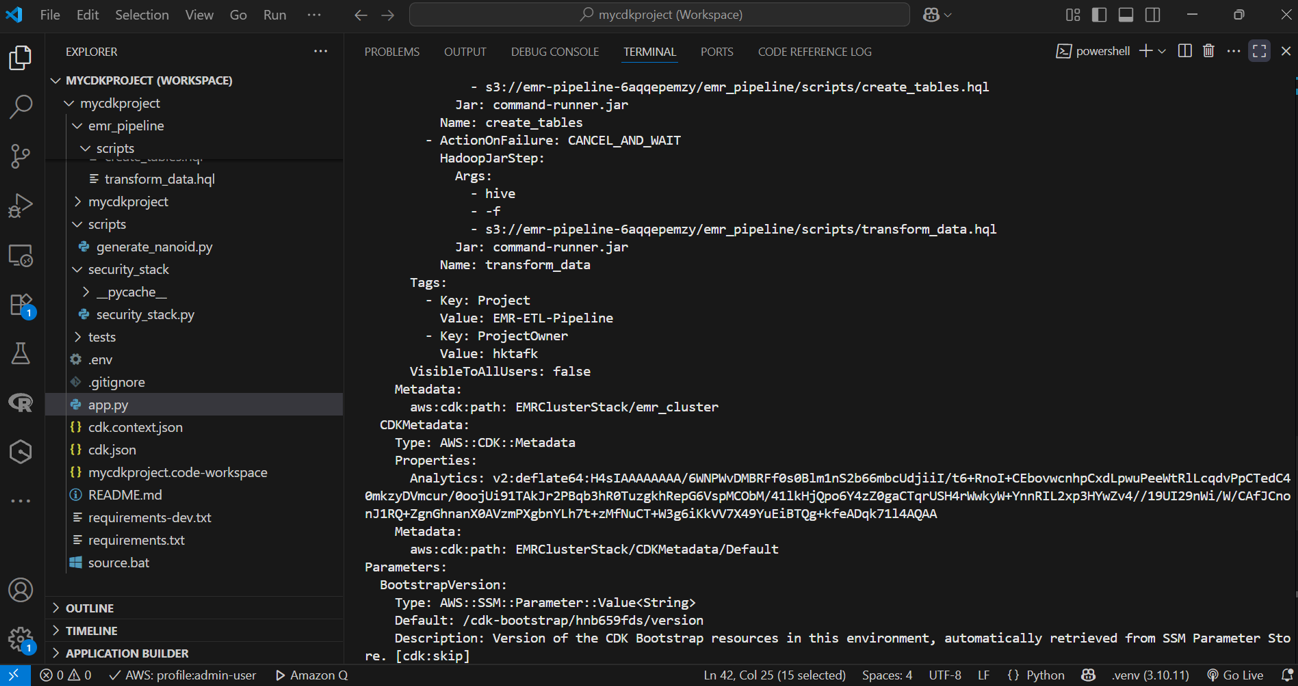 File Edit Selection View Go Run ···
mycdkproject (Workspace)
EXPLORER ···
MYCDKPROJECT (WORKSPACE)
mycdkproject
emr_pipeline
scripts
create_tables.hql
transform_data.hql
mycdkproject
scripts
generate_nanoid.py
security_stack
__pycache__
security_stack.py
tests
.env
.gitignore
app.py
cdk.context.json
cdk.json
mycdkproject.code-workspace
README.md
requirements-dev.txt
requirements.txt
source.bat
OUTLINE
TIMELINE
APPLICATION BUILDER
1
1
PROBLEMS OUTPUT DEBUG CONSOLE TERMINAL PORTS CODE REFERENCE LOG
powershell
- s3://emr-pipeline-6aqqepemzy/emr_pipeline/scripts/create_tables.hql
Jar: command-runner.jar
Name: create_tables
- ActionOnFailure: CANCEL_AND_WAIT
HadoopJarStep:
Args:
- hive
- -f
- s3://emr-pipeline-6aqqepemzy/emr_pipeline/scripts/transform_data.hql
Jar: command-runner.jar
Name: transform_data
Tags:
- Key: Project
Value: EMR-ETL-Pipeline
- Key: ProjectOwner
Value: hktafk
VisibleToAllUsers: false
Metadata:
aws:cdk:path: EMRClusterStack/emr_cluster
CDKMetadata:
Type: AWS::CDK::Metadata
Properties:
Analytics: v2:deflate64:H4sIAAAAAAAA/6WNPWvDMBRFf0s0Blm1nS2b66mbcUdjiiI/t6+RnoI+CEbovwcnhpCxdLpwuPeeWtRlLcqdvPpCTedC4
0mkzyDVmcur/0oojUi91TAkJr2PBqb3hR0TuzgkhRepG6VspMCObM/41lkHjQpo6Y4zZ0gaCTqrUSH4rWwkyW+YnnRIL2xp3HYwZv4//19UI29nWi/W/CAfJCno
nJ1RQ+ZgnGhnanX0AVzmPXgbnYLh7t+zMfNuCT+W3g6iKkVV7X49YuEiBTQg+kfeADqk71l4AQAA
Metadata:
aws:cdk:path: EMRClusterStack/CDKMetadata/Default
Parameters:
BootstrapVersion:
Type: AWS::SSM::Parameter::Value<String>
Default: /cdk-bootstrap/hnb659fds/version
Description: Version of the CDK Bootstrap resources in this environment, automatically retrieved from SSM Parameter Sto
re. [cdk:skip]
0 0 AWS: profile:admin-user Amazon Q Ln 42, Col 25 (15 selected) Spaces: 4 UTF-8 LF {} Python .venv (3.10.11) Go Live